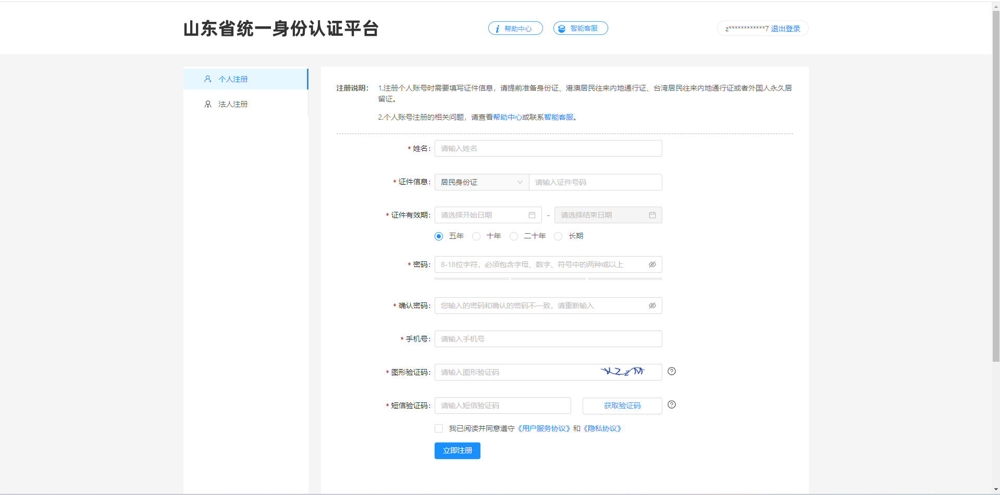 山东省统一身份认证平台
帮助中心
智能客服
z************7 退出登录
个人注册
法人注册
注册说明：
1.注册个人账号时需要填写证件信息，请提前准备身份证、港澳居民往来内地通行证、台湾居民往来内地通行证或者外国人永久居
留证。
2.个人账号注册的相关问题，请查看帮助中心或联系智能客服。
* 姓名：
请输入姓名
* 证件信息：
居民身份证
请输入证件号码
* 证件有效期：
请选择开始日期
-
请选择结束日期
五年
十年
二十年
长期
* 密码：
8-18位字符，必须包含字母、数字、符号中的两种或以上
* 确认密码：
您输入的密码和确认的密码不一致，请重新输入
* 手机号：
请输入手机号
* 图形验证码：
请输入图形验证码
* 短信验证码：
请输入短信验证码
获取验证码
我已阅读并同意遵守《用户服务协议》和《隐私协议》
立即注册